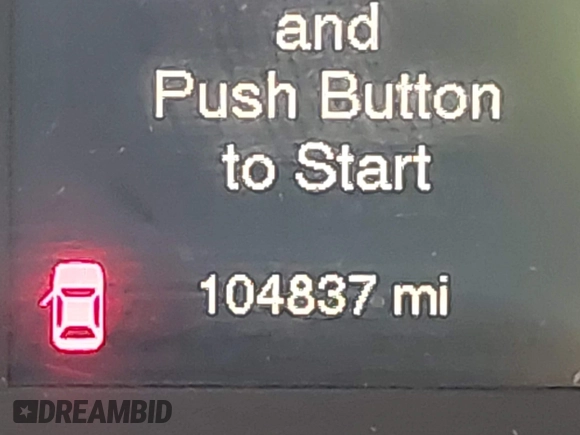 and
Push Button
to Start
104837 mi
DREAMBID